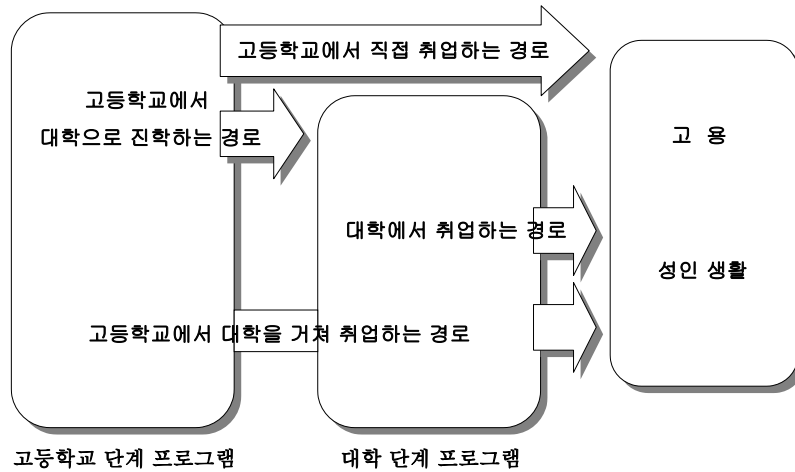 고등학교에서 직접 취업하는 경로
고등학교에서
대학으로 진학하는 경로
고 용
대학에서 취업하는 경로
성인 생활
고등학교에서 대학을 거쳐 취업하는 경로
고등학교 단계 프로그램
대학 단계 프로그램